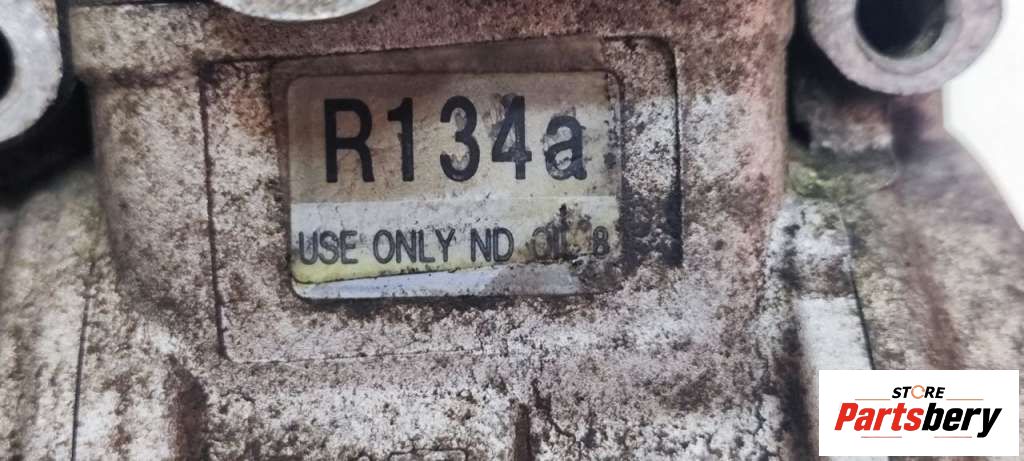 R134a
USE ONLY ND OIL 8
STORE
Partsbery